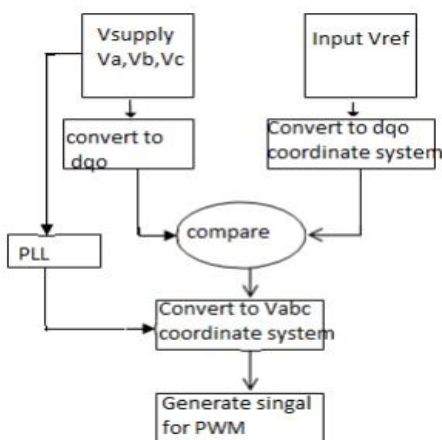 Vsupply
Va,Vb,Vc
Input Vref
convert to
dqo
Convert to dqo
coordinate system
compare
PLL
Convert to Vabc
coordinate system
Generate singal
for PWM